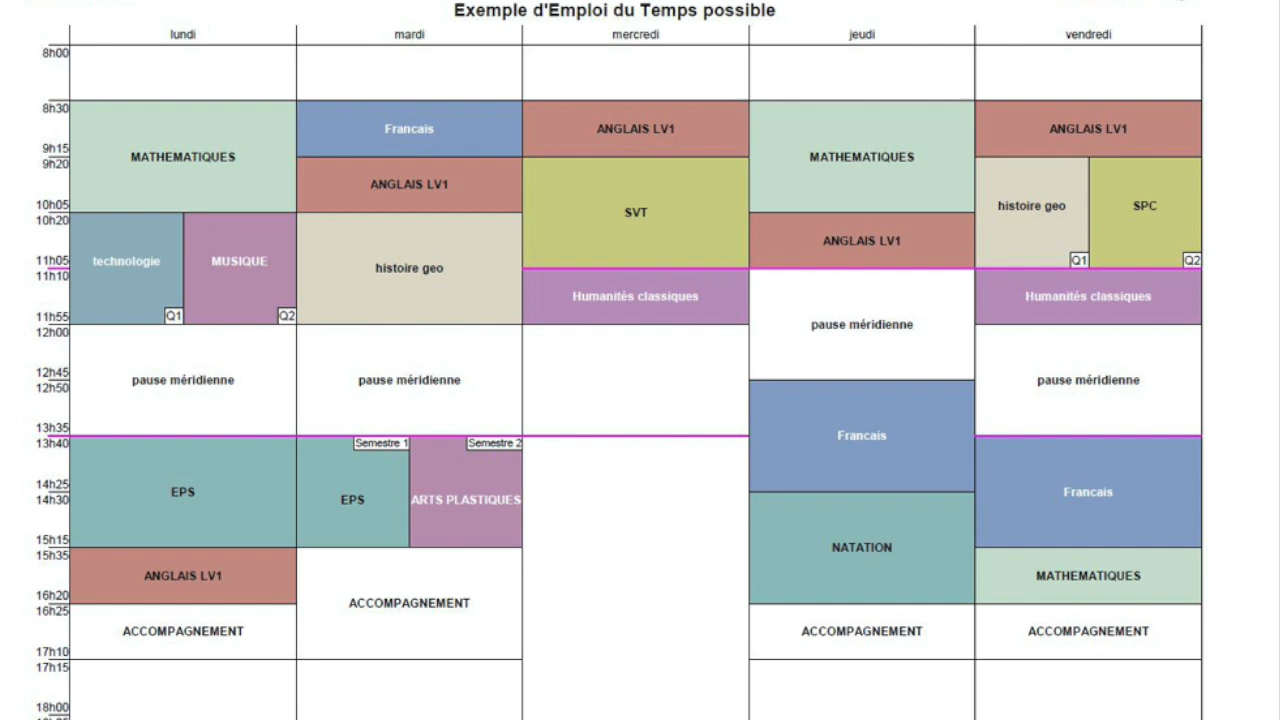 Exemple d'Emploi du Temps possible
lundi mardi mercredi jeudi vendredi
8h00
8h30
Francais ANGLAIS LV1 ANGLAIS LV1
9h15
MATHEMATIQUES MATHEMATIQUES
9h20
ANGLAIS LV1
10h05
histoire geo SPC
SVT
10h20
ANGLAIS LV1
technologie MUSIQUE
11h05
Q1 Q2
histoire geo
11h10
Humanités classiques Humanités classiques
11h55
Q1 Q2
pause méridienne
12h00
12h45
pause méridienne pause méridienne pause méridienne
12h50
13h35
Francais
13h40
Semestre 1 Semestre 2
14h25
EPS Francais
14h30
EPS ARTS PLASTIQUES
15h15
NATATION
15h35
ANGLAIS LV1 MATHEMATIQUES
16h20
ACCOMPAGNEMENT
16h25
ACCOMPAGNEMENT ACCOMPAGNEMENT ACCOMPAGNEMENT
17h10
17h15
18h00